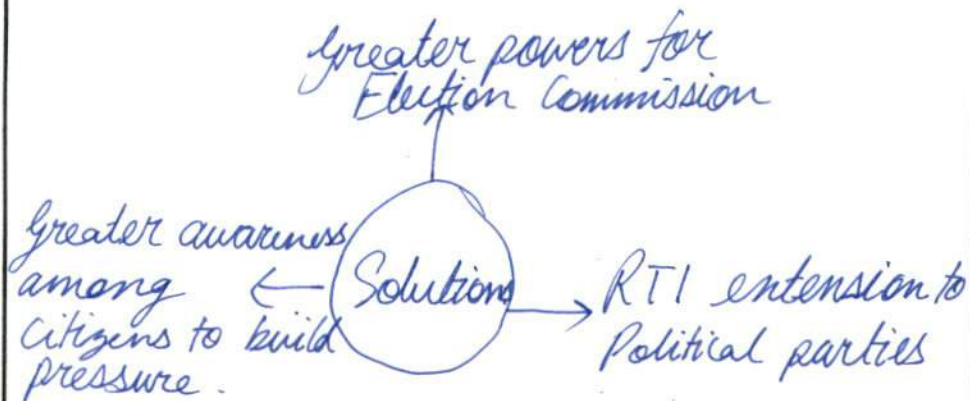 Greater powers for
Election Commission
Greater awareness
among
Citizens to build
pressure.
Solutions
RTI extension to
Political parties